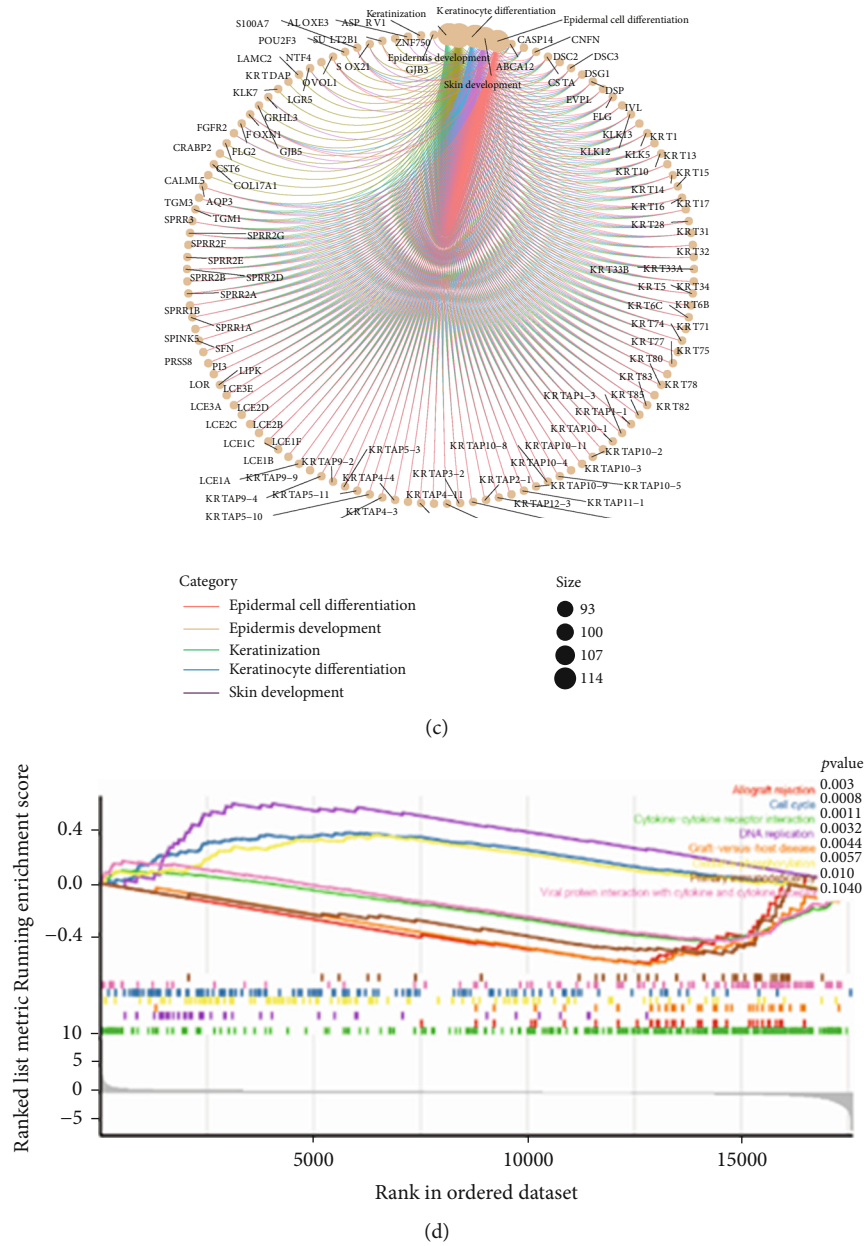 Keratinocyte differentiation
Keratinization
Epidermal cell differentiation
S100A7
ALOXE3
ASP RV1
ZNF750
CASP14
CNFN
POU2F3
SU LT2B1
Epidermis development
GJB3
ABCA12
DSC2
DSC3
LAMC2
NTF4
S OX21
Skin development
CSTA
DSG1
KRTDAP
OVOL1
EVPL
DSP
KLK7
LGR5
IVL
GRHL3
FLG
FGFR2
FOXN1
KLK13
KRT1
CRABP2
FLG2
GJB5
KLK12
KLK5
KRT13
CST6
KRT10
KRT15
CALML5
COL17A1
KRT14
TGM3
AQP3
KRT16
KRT17
SPRR3
TGM1
KRT28
KRT31
SPRR2G
SPRR2F
KRT32
SPRR2E
KRT33B
KRT33A
SPRR2B
SPRR2D
KRT5
KRT34
SPRR2A
KRT6C
KRT6B
SPRR1B
SPRR1A
KRT74
KRT71
SPINK5
SFN
KRT77
KRT75
PRSS8
PI3
LIPK
KRT80
LOR
LCE3E
KRT83
KRT78
LCE3A
LCE2D
KRTAP1-3
KRT85
KRT82
LCE2C
LCE2B
KRTAP1-1
LCE1C
LCE1F
KRTAP5-3
KRTAP10-8
KRTAP10-11
KRTAP10-1
KRTAP10-2
LCE1B
KRTAP9-2
KRTAP10-4
KRTAP10-3
LCE1A
KRTAP9-9
KRTAP4-4
KRTAP3-2
KRTAP2-1
KRTAP10-9
KRTAP10-5
KRTAP9-4
KRTAP5-11
KRTAP4-11
KRTAP12-3
KRTAP11-1
KRTAP5-10
KRTAP4-3
Category
Epidermal cell differentiation
Epidermis development
Keratinization
Keratinocyte differentiation
Skin development
Size
93
100
107
114
(c)
pvalue
Allograft rejection 0.003
Cell cycle 0.0008
Cytokine-cytokine receptor interaction 0.0011
DNA replication 0.0032
Graft-versus-host disease 0.0044
0.0057
0.010
Viral protein interaction with cytokine and cytokine 0.1040
Running enrichment score
0.4
0.0
−0.4
Ranked list metric
10
5
0
−5
5000
10000
15000
Rank in ordered dataset
(d)